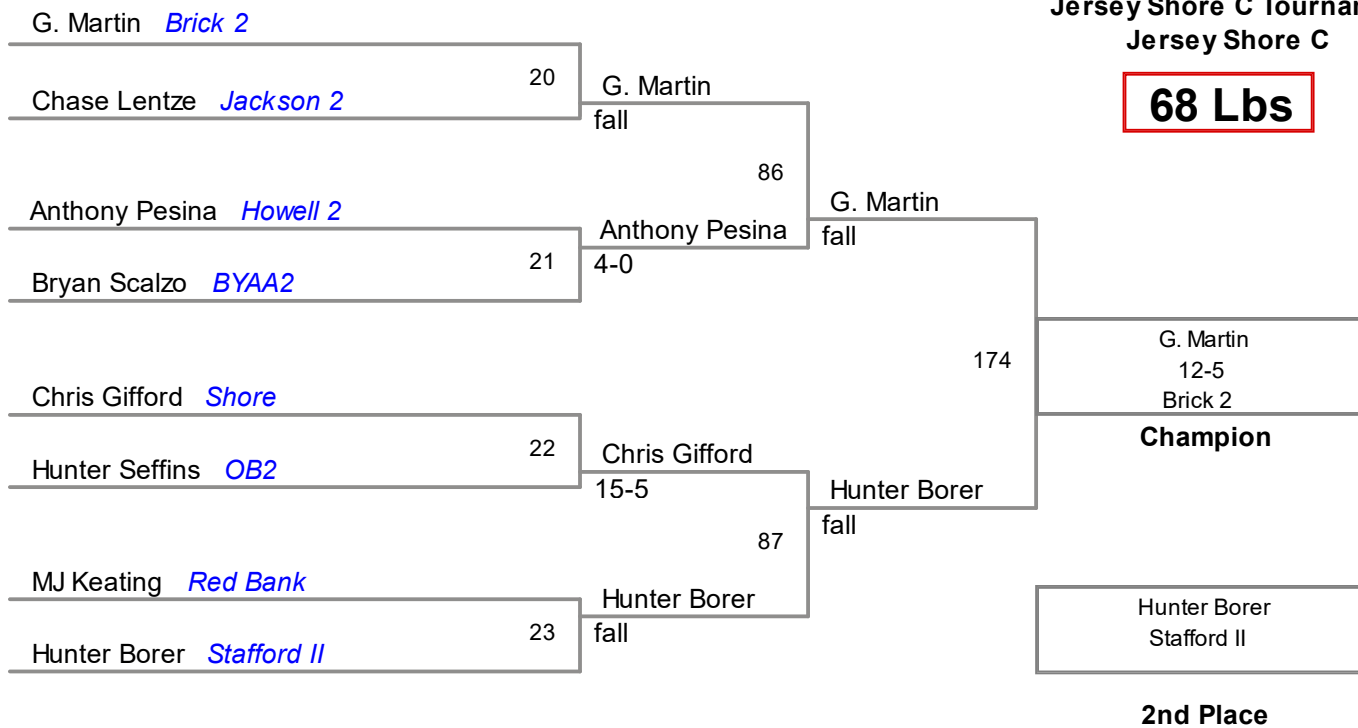 Jersey Shore C
68 Lbs
G. Martin Brick 2
20
Chase Lentze Jackson 2
G. Martin
fall
86
Anthony Pesina Howell 2
21
Bryan Scalzo BYAA2
Anthony Pesina
4-0
G. Martin
fall
174
Chris Gifford Shore
22
Hunter Seffins OB2
Chris Gifford
15-5
87
MJ Keating Red Bank
23
Hunter Borer Stafford II
Hunter Borer
fall
Hunter Borer
fall
G. Martin
12-5
Brick 2
Champion
Hunter Borer
Stafford II
2nd Place